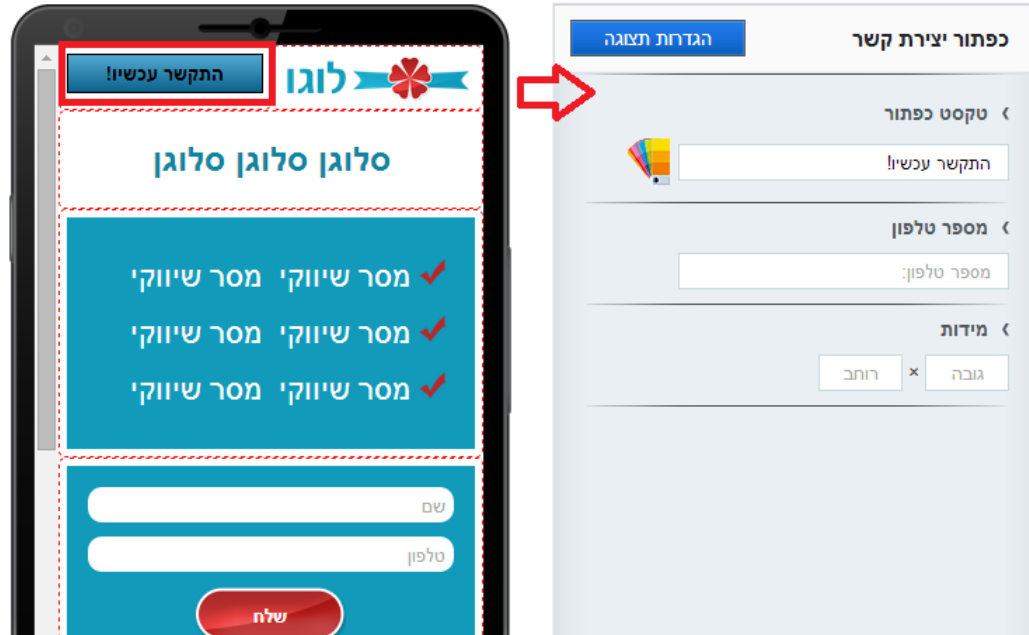 כפתור יצירת קשר
הגדרות תצוגה
טקסט כפתור
התקשר עכשיו!
מספר טלפון
מספר טלפון:
מידות
גובה × רוחב
לוגו
התקשר עכשיו!
סלוגן סלוגן סלוגן
מסר שיווקי מסר שיווקי
מסר שיווקי מסר שיווקי
מסר שיווקי מסר שיווקי
שם
טלפון
שלח